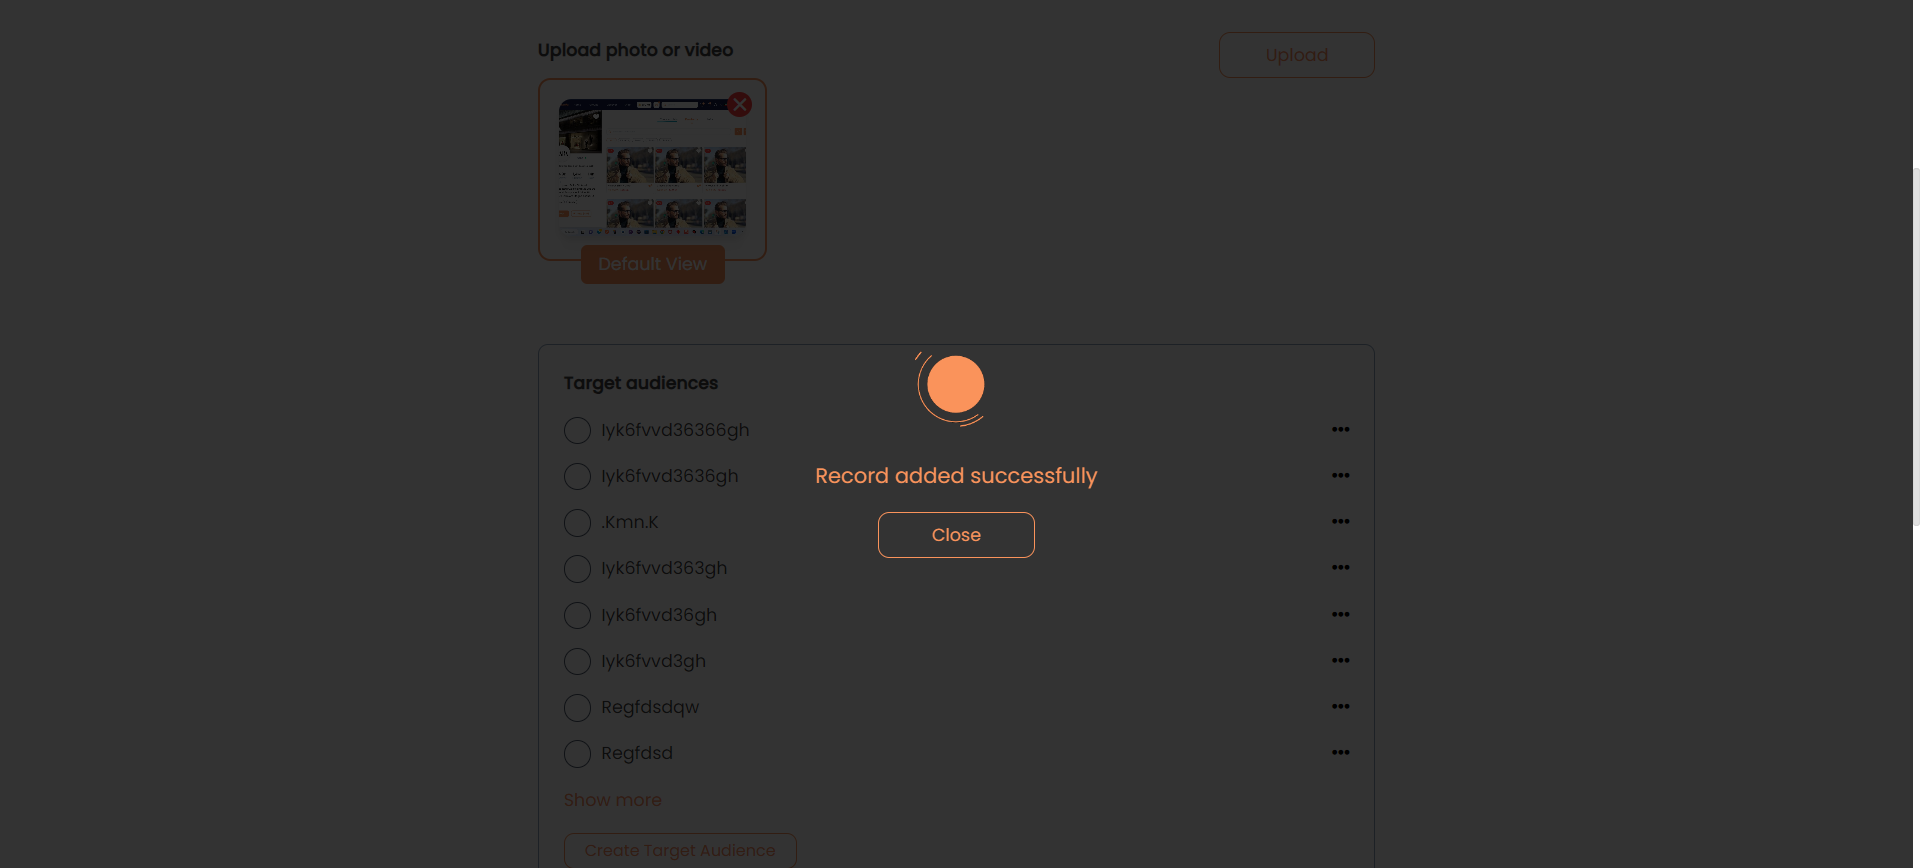 Upload photo or video
Upload
Default View
Target audiences
Iyk6fvvd36366gh
Iyk6fvvd3636gh
.Kmn.K
Iyk6fvvd363gh
Iyk6fvvd36gh
Iyk6fvvd3gh
Regfdsdqw
Regfdsd
Show more
Create Target Audience
Record added successfully
Close